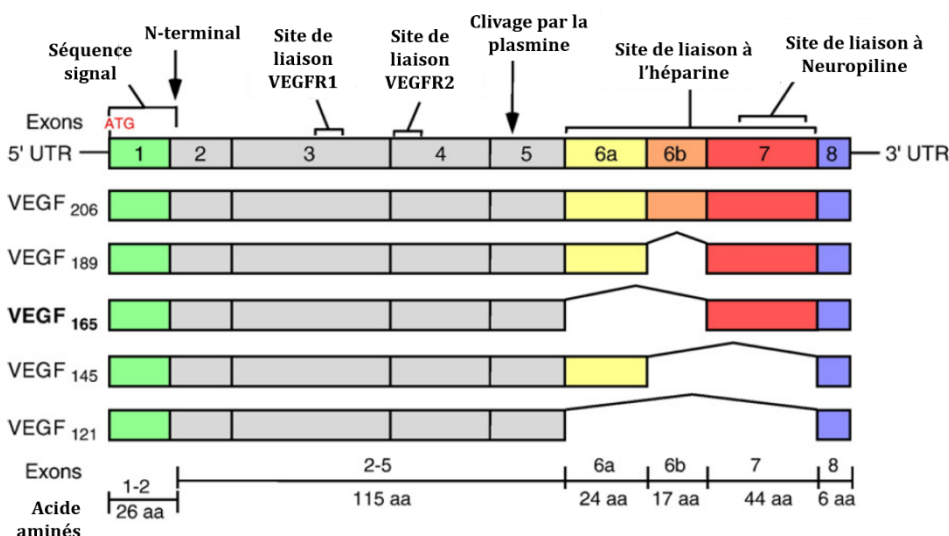 Séquence
signal
N-terminal
Site de
liaison
VEGFR1
Site de
liaison
VEGFR2
Clivage par la
plasmine
Site de liaison à
l'héparine
Site de liaison à
Neuropiline
Exons
ATG
5' UTR 1 2 3 4 5 6a 6b 7 8 3' UTR
VEGF 206
VEGF 189
VEGF 165
VEGF 145
VEGF 121
Exons 1-2 2-5 6a 6b 7 8
Acide
aminés
26 aa 115 aa 24 aa 17 aa 44 aa 6 aa